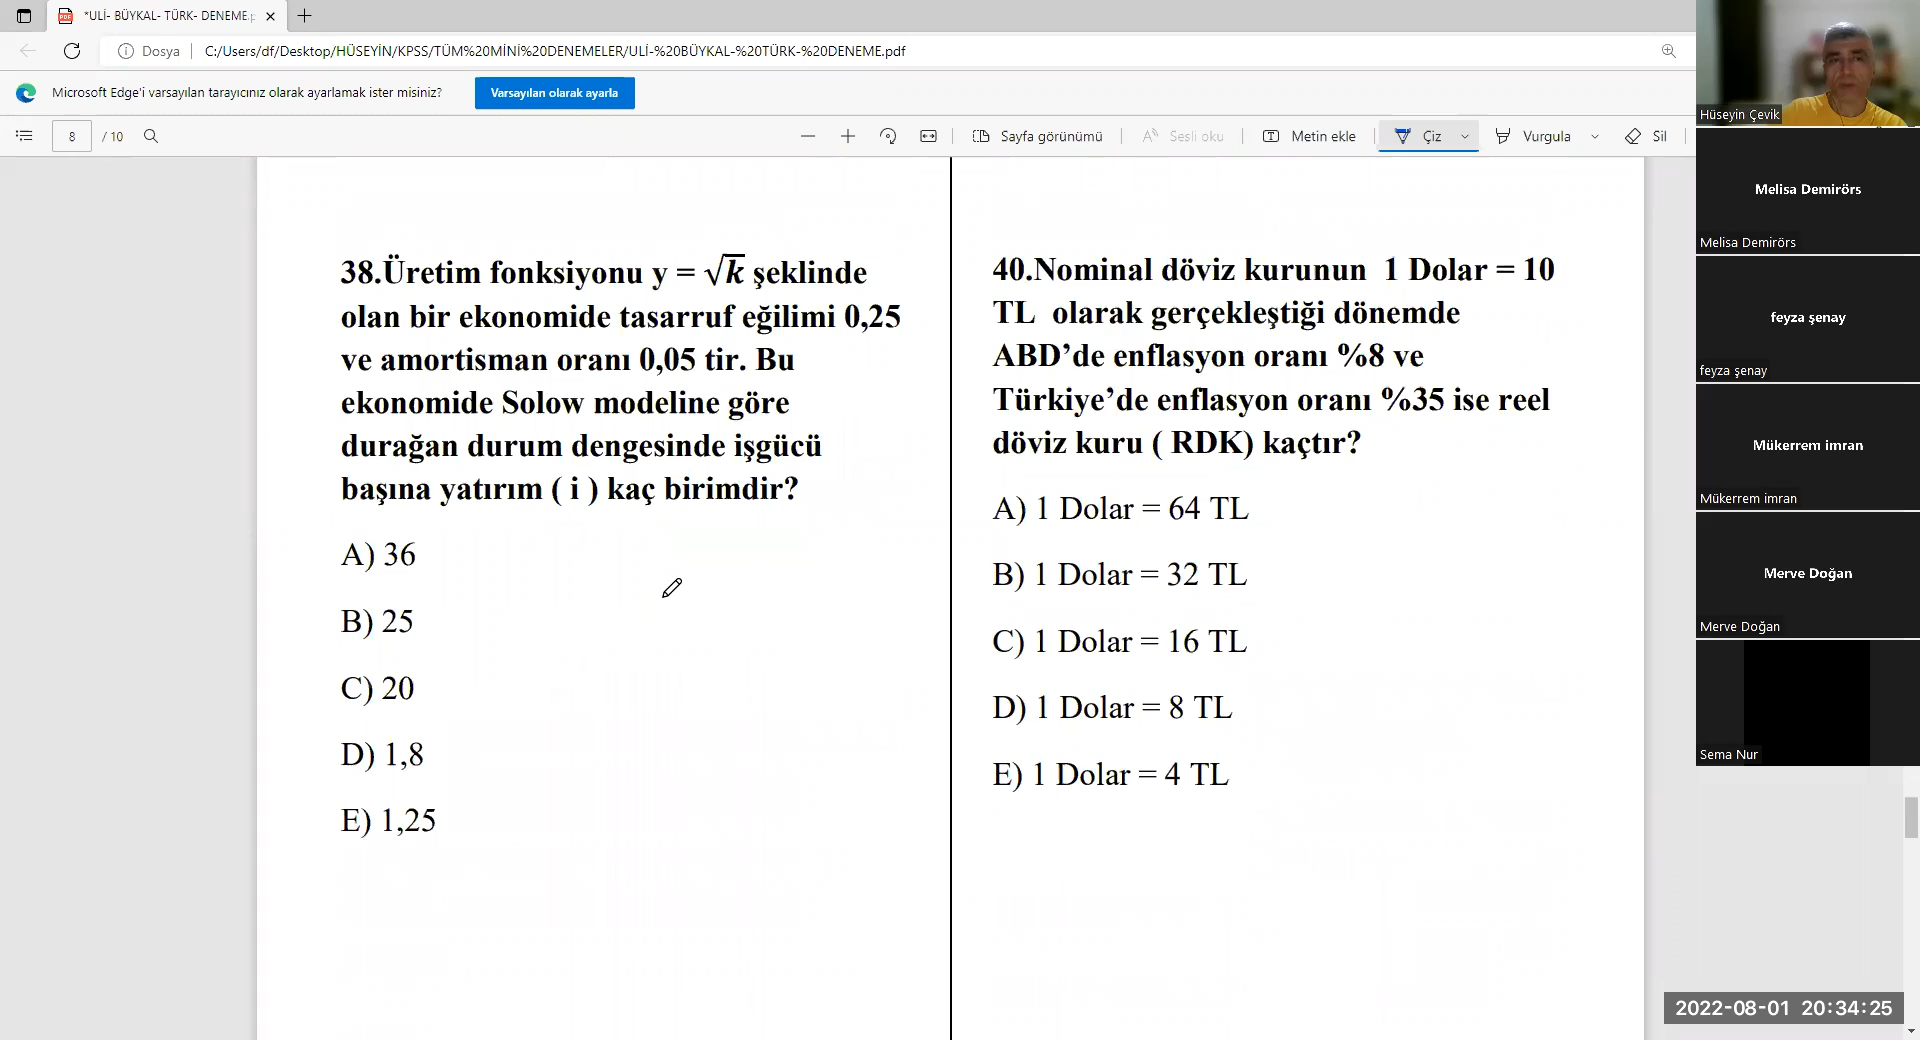 *ULİ- BÜYKAL- TÜRK- DENEME.p
Dosya
C:/Users/df/Desktop/HÜSEYİN/KPSS/TÜM%20MİNİ%20DENEMELER/ULİ-%20BÜYKAL-%20TÜRK-%20DENEME.pdf
Microsoft Edge'i varsayılan tarayıcınız olarak ayarlamak ister misiniz?
Varsayılan olarak ayarla
8 / 10
Sayfa görünümü
Sesli oku
Metin ekle
Çiz
Vurgula
Sil
38.Üretim fonksiyonu y = √k şeklinde
olan bir ekonomide tasarruf eğilimi 0,25
ve amortisman oranı 0,05 tir. Bu
ekonomide Solow modeline göre
durağan durum dengesinde işgücü
başına yatırım ( i ) kaç birimdir?
A) 36
B) 25
C) 20
D) 1,8
E) 1,25
40.Nominal döviz kurunun 1 Dolar = 10
TL olarak gerçekleştiği dönemde
ABD’de enflasyon oranı %8 ve
Türkiye’de enflasyon oranı %35 ise reel
döviz kuru ( RDK) kaçtır?
A) 1 Dolar = 64 TL
B) 1 Dolar = 32 TL
C) 1 Dolar = 16 TL
D) 1 Dolar = 8 TL
E) 1 Dolar = 4 TL
Hüseyin Çevik
Melisa Demirörs
Melisa Demirörs
feyza şenay
feyza şenay
Mükerrem imran
Mükerrem imran
Merve Doğan
Merve Doğan
Sema Nur
2022-08-01 20:34:25